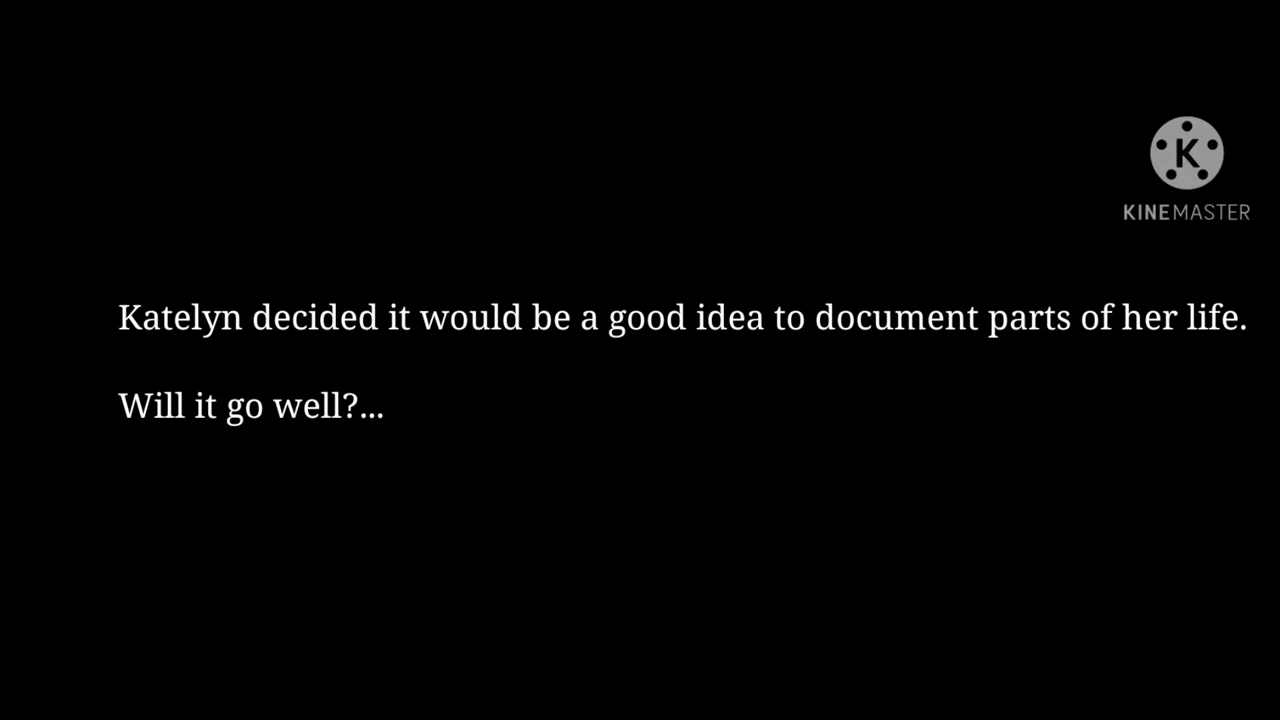 K
KINEMASTER
Katelyn decided it would be a good idea to document parts of her life.
Will it go well?...